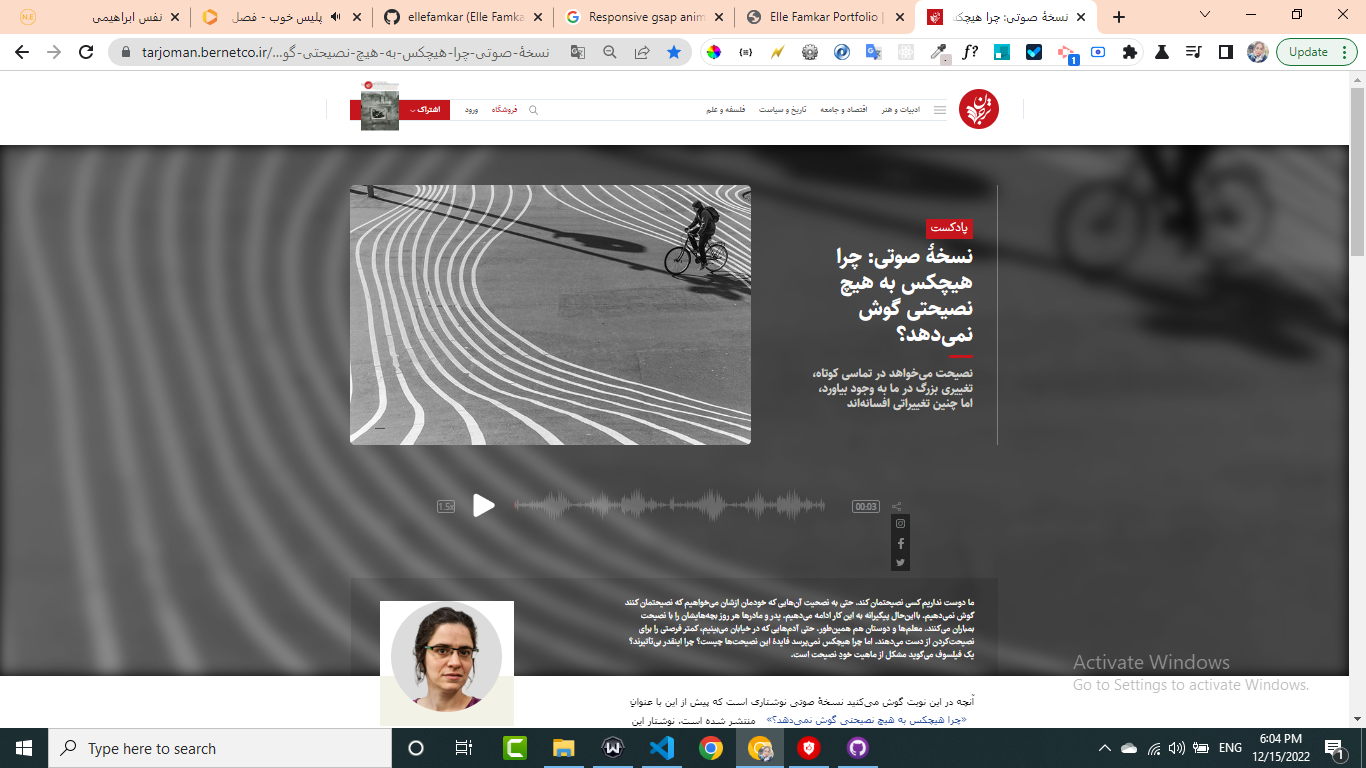 نفس ابراهیمی
پلیس خوب - فصل
ellefamkar (Elle Famka
Responsive gsap anim
Elle Famkar Portfolio |
نسخهٔ صوتی: چرا هیچک
tarjoman.bernetco.ir/نسخهٔ-صوتی-چرا-هیچکس-به-هیچ-نصیحتی-گو...
Update
اشتراک
ورود
فروشگاه
فلسفه و علم
تاریخ و سیاست
اقتصاد و جامعه
ادبیات و هنر
پادکست
نسخهٔ صوتی: چرا
هیچکس به هیچ
نصیحتی گوش
نمی‌دهد؟
نصیحت می‌خواهد در تماسی کوتاه،
تغییری بزرگ در ما به وجود بیاورد،
اما چنین تغییراتی افسانه‌اند
1.5x
00:03
ما دوست نداریم کسی نصیحتمان کند. حتی به نصحیت آن‌هایی که خودمان ازشان می‌خواهیم که نصیحتمان کنند
گوش نمی‌دهیم. بااین‌حال پیگیرانه به این کار ادامه می‌دهیم. پدر و مادرها هر روز بچه‌هایشان را با نصیحت
بمباران می‌کنند. معلم‌ها و دوستان هم همین‌طور. حتی آدم‌هایی که در خیابان می‌بینیم، کمتر فرصتی را برای
نصیحت‌کردن از دست می‌دهند. اما چرا هیچکس نمی‌پرسد فایدهٔ این نصیحت‌ها چیست؟ چرا اینقدر بی‌تأثیرند؟
یک فیلسوف می‌گوید مشکل از ماهیت خودِ نصیحت است.
آنچه در این نوبت گوش می‌کنید نسخهٔ صوتی نوشتاری است که پیش از این با عنوانِ
«چرا هیچکس به هیچ نصیحتی گوش نمی‌دهد؟» منتشر شده است. نوشتار این
Activate Windows
Go to Settings to activate Windows.
Type here to search
ENG
6:04 PM
12/15/2022